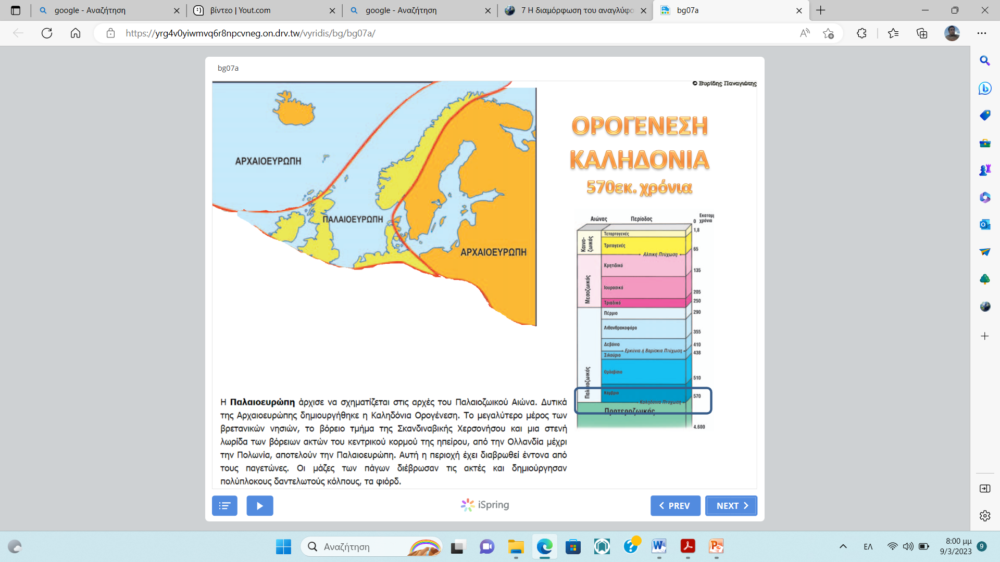 google - Αναζήτηση
βίντεο | Yout.com
google - Αναζήτηση
7 Η διαμόρφωση του αναγλύφο
bg07a
https://yrg4v0yiwmvq6r8npcvneg.on.drv.tw/vyridis/bg/bg07a/
bg07a
© Βυρίδης Παναγιώτης
ΑΡΧΑΙΟΕΥΡΩΠΗ
ΠΑΛΑΙΟΕΥΡΩΠΗ
ΑΡΧΑΙΟΕΥΡΩΠΗ
ΟΡΟΓΕΝΕΣΗ
ΚΑΛΗΔΟΝΙΑ
570εκ. χρόνια
Αιώνας Περίοδος Εκατομ
0 χρόνια
Τεταρτογενές 1,8
Καινο-
ζωικός
Τριτογενές
65
Αλπική Πτύχωση
Κρητιδικό
135
Μεσοζωικός
Ιουρασικό
205
Τριαδικό 250
Πέρμιο 290
Λιθανθρακοφόρο
355
Δεβόνιο 410
Ερκύνια ή Βαρίσκια Πτύχωση
Σιλούριο 438
Παλαιοζωικός
Ορδοβίσιο
510
Κάμβριο
570
Καληδόνια Πτύχωση
Προτεροζωικός
4.600
Η Παλαιοευρώπη άρχισε να σχηματίζεται στις αρχές του Παλαιοζωικού Αιώνα. Δυτικά
της Αρχαιοευρώπης δημιουργήθηκε η Καληδόνια Ορογένεση. Το μεγαλύτερο μέρος των
βρετανικών νησιών, το βόρειο τμήμα της Σκανδιναβικής Χερσονήσου και μια στενή
λωρίδα των βόρειων ακτών του κεντρικού κορμού της ηπείρου, από την Ολλανδία μέχρι
την Πολωνία, αποτελούν την Παλαιοευρώπη. Αυτή η περιοχή έχει διαβρωθεί έντονα από
τους παγετώνες. Οι μάζες των πάγων διέβρωσαν τις ακτές και δημιούργησαν
πολύπλοκους δαντελωτούς κόλπους, τα φιόρδ.
iSpring
PREV
NEXT
Αναζήτηση
ΕΛ
8:00 μμ
9/3/2023
9